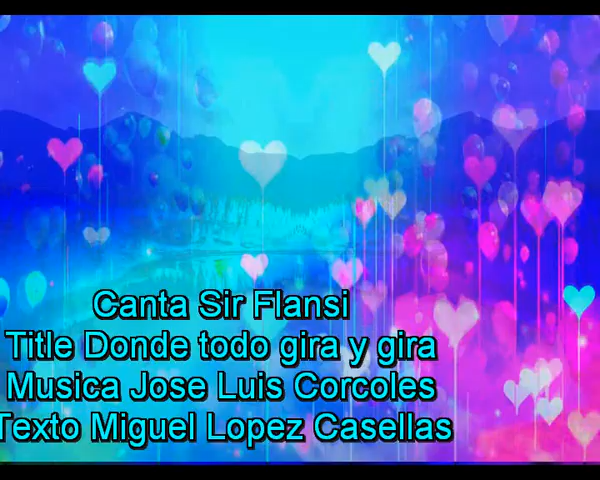 Canta Sir Flansi
Title Donde todo gira y gira
Musica Jose Luis Corcoles
Texto Miguel Lopez Casellas